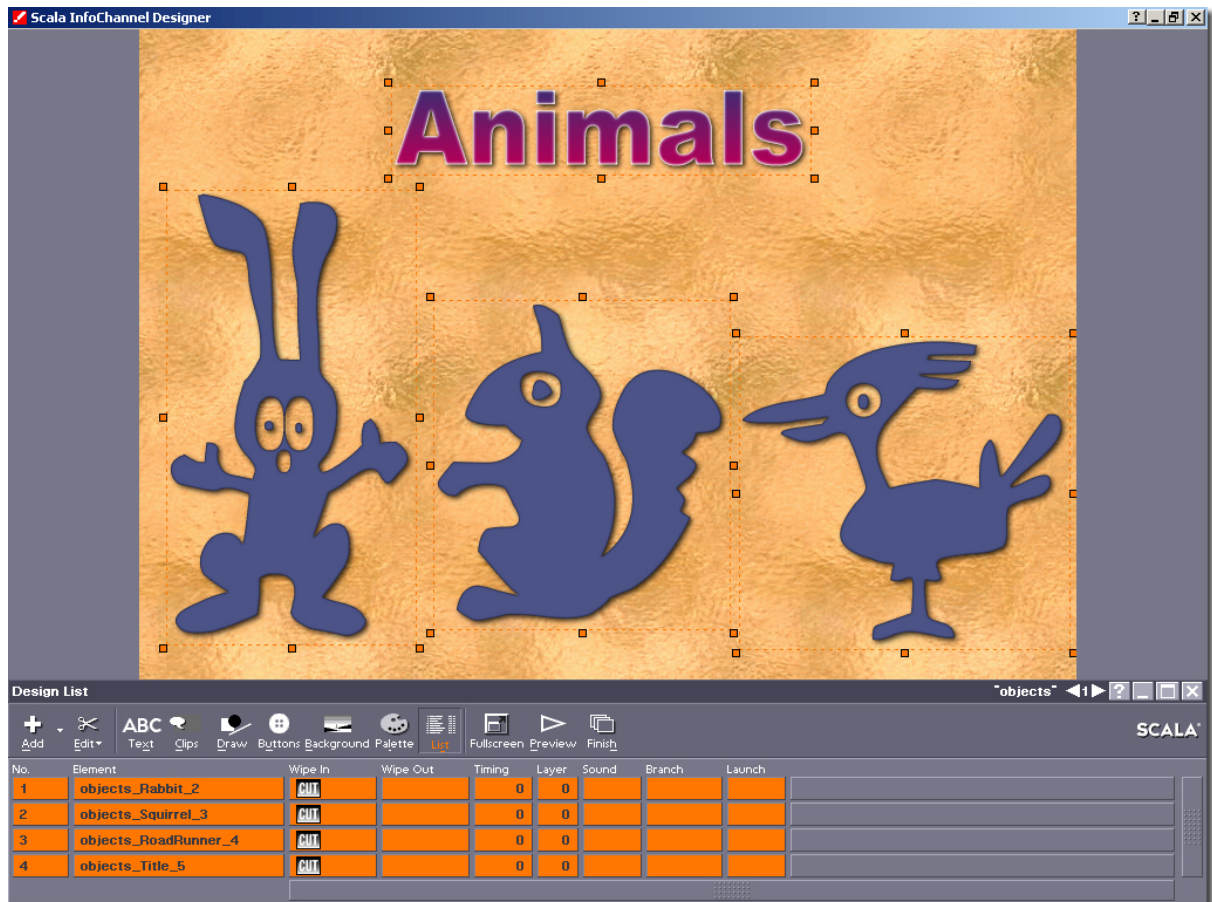 Scala InfoChannel Designer
Animals
Design List "objects" 1
Add Edit ABC Text Clips Draw Buttons Background Palette List Fullscreen Preview Finish SCALA
No. Element Wipe In Wipe Out Timing Layer Sound Branch Launch
1 objects_Rabbit_2 CUT 0 0
2 objects_Squirrel_3 CUT 0 0
3 objects_RoadRunner_4 CUT 0 0
4 objects_Title_5 CUT 0 0